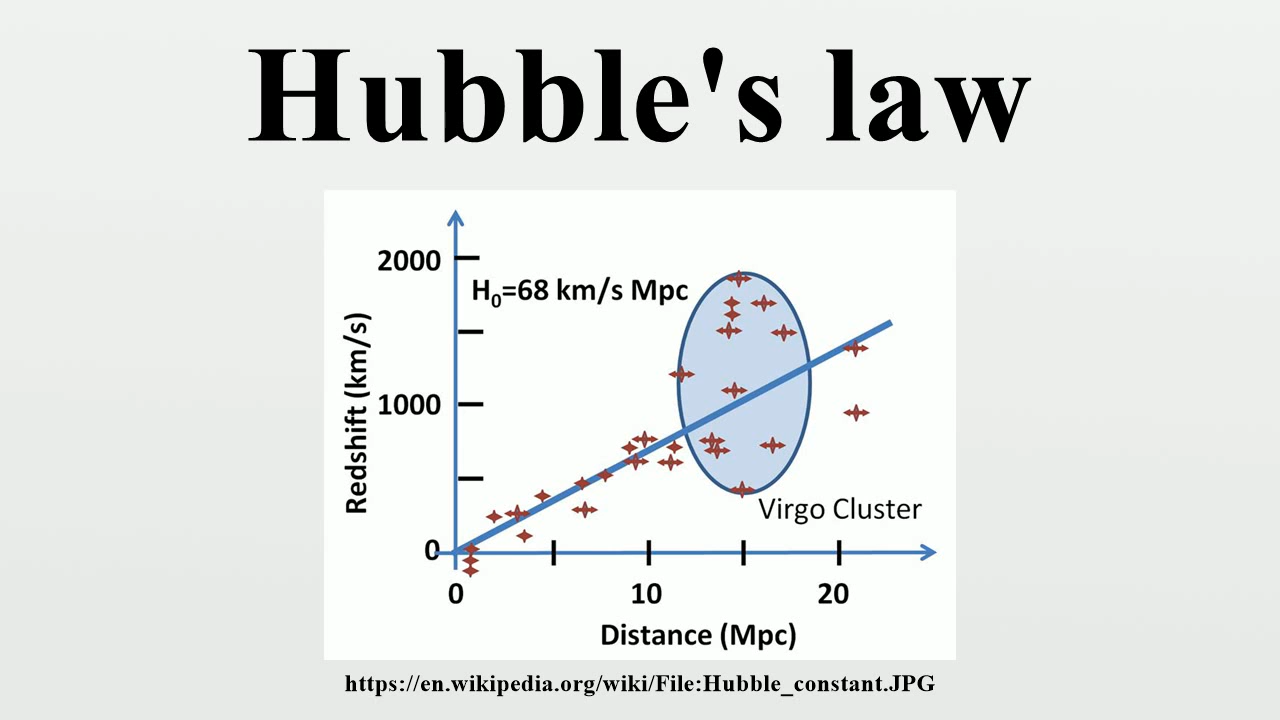 Hubble's law
2000
H₀=68 km/s Mpc
Redshift (km/s)
1000
Virgo Cluster
0
0 10 20
Distance (Mpc)
https://en.wikipedia.org/wiki/File:Hubble_constant.JPG